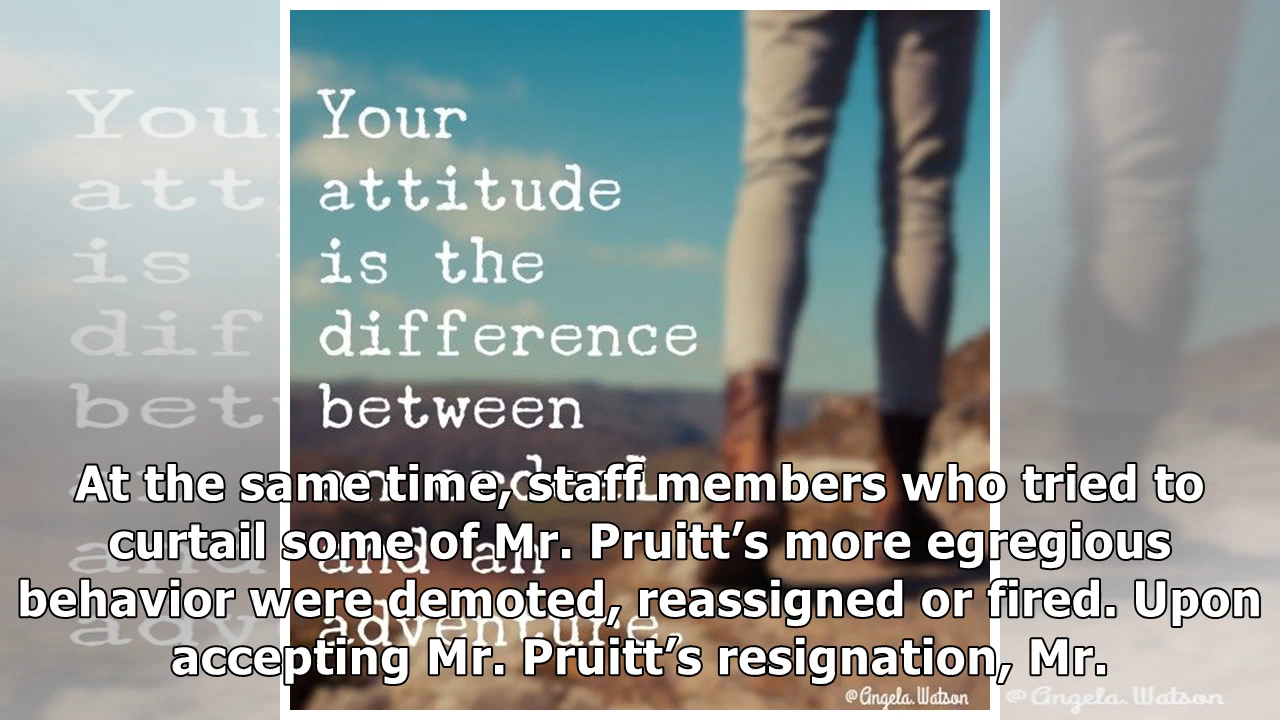 Your
attitude
is the
difference
between
an ordeal
and an
adventure.
At the same time, staff members who tried to
curtail some of Mr. Pruitt’s more egregious
behavior were demoted, reassigned or fired. Upon
accepting Mr. Pruitt’s resignation, Mr.
@Angela.Watson
@Angela.Watson